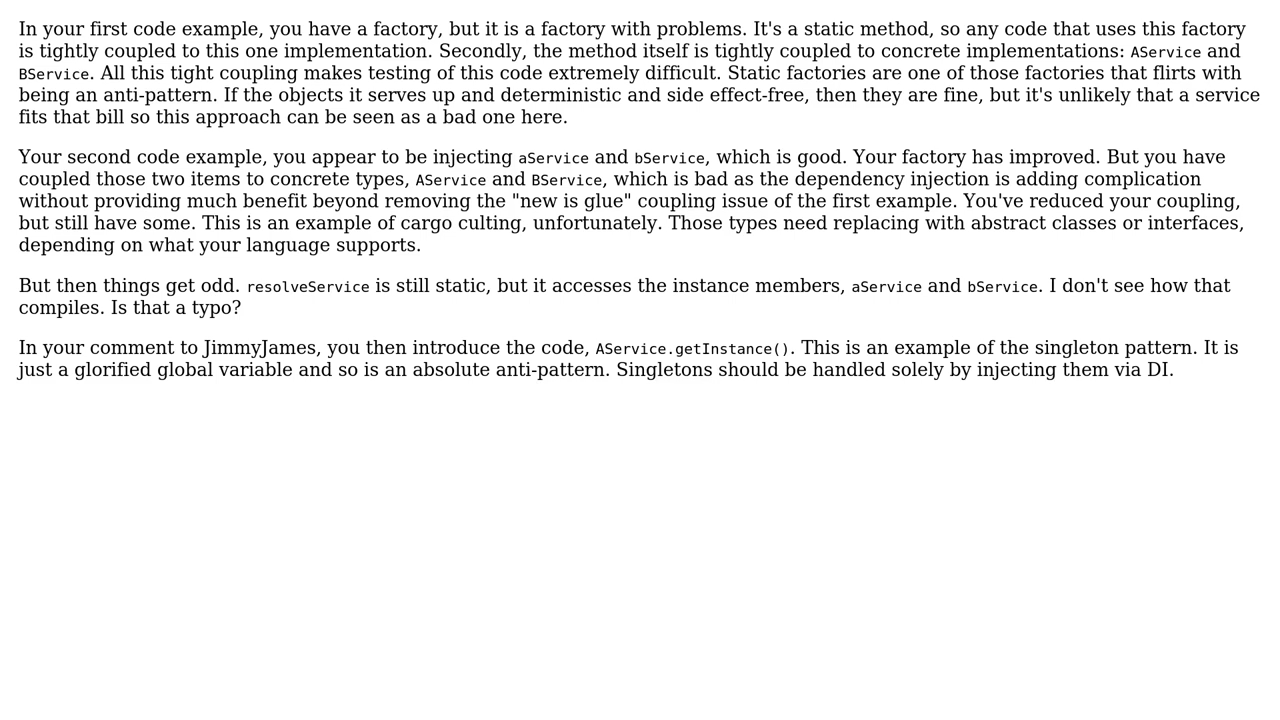 In your first code example, you have a factory, but it is a factory with problems. It's a static method, so any code that uses this factory
is tightly coupled to this one implementation. Secondly, the method itself is tightly coupled to concrete implementations: AService and
BService. All this tight coupling makes testing of this code extremely difficult. Static factories are one of those factories that flirts with
being an anti-pattern. If the objects it serves up and deterministic and side effect-free, then they are fine, but it's unlikely that a service
fits that bill so this approach can be seen as a bad one here.
Your second code example, you appear to be injecting aService and bService, which is good. Your factory has improved. But you have
coupled those two items to concrete types, AService and BService, which is bad as the dependency injection is adding complication
without providing much benefit beyond removing the "new is glue" coupling issue of the first example. You've reduced your coupling,
but still have some. This is an example of cargo culting, unfortunately. Those types need replacing with abstract classes or interfaces,
depending on what your language supports.
But then things get odd. resolveService is still static, but it accesses the instance members, aService and bService. I don't see how that
compiles. Is that a typo?
In your comment to JimmyJames, you then introduce the code, AService.getInstance(). This is an example of the singleton pattern. It is
just a glorified global variable and so is an absolute anti-pattern. Singletons should be handled solely by injecting them via DI.